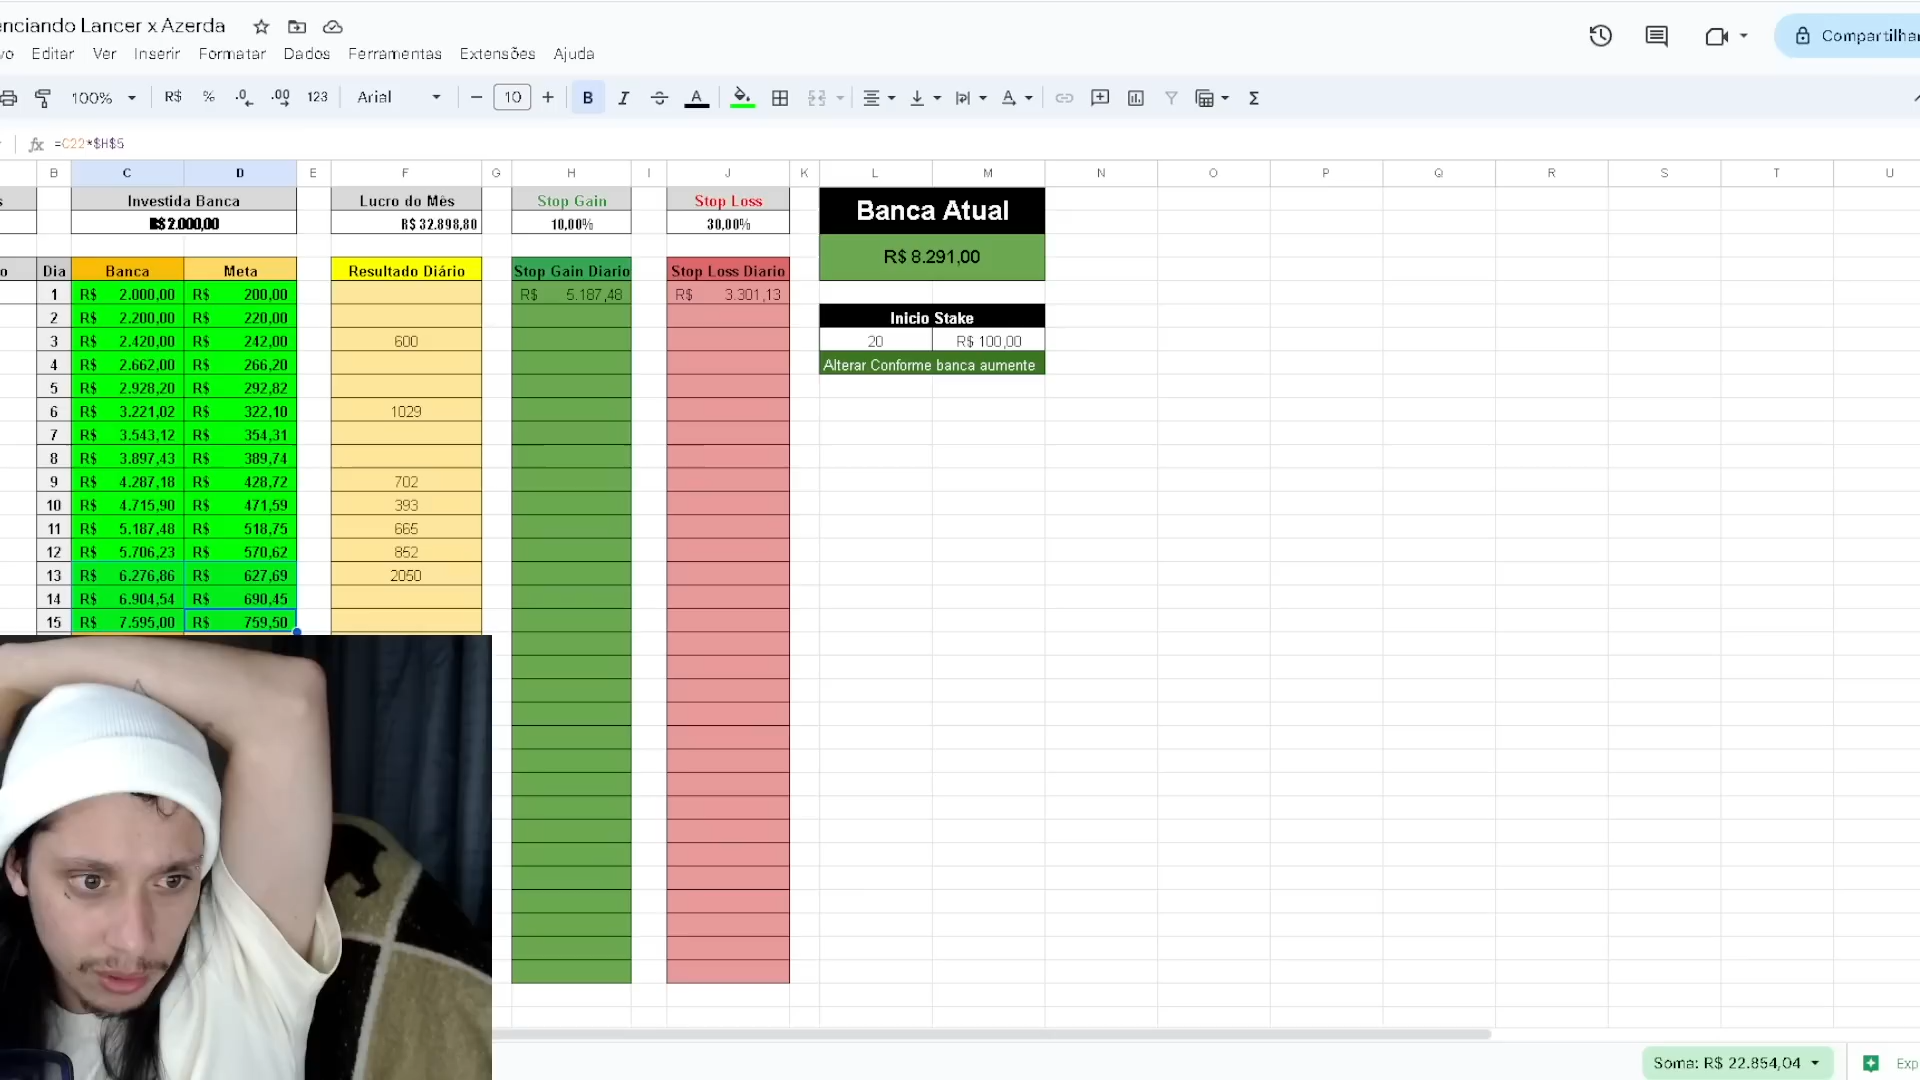 enciando Lancer x Azerda
vo Editar Ver Inserir Formatar Dados Ferramentas Extensões Ajuda
100% R$ % .0 .00 123 Arial 10 B I A A Σ
Compartilhar
fx =C22*$H$5
B C D E F G H I J K L M N O P Q R S T U
s Investida Banca Lucro do Mês Stop Gain Stop Loss Banca Atual
R$ 2.000,00 R$ 32.898,80 10,00% 30,00%
R$ 8.291,00
o Dia Banca Meta Resultado Diário Stop Gain Diario Stop Loss Diario
1 R$ 2.000,00 R$ 200,00 R$ 5.187,48 R$ 3.301,13
2 R$ 2.200,00 R$ 220,00 Inicio Stake
3 R$ 2.420,00 R$ 242,00 600 20 R$ 100,00
4 R$ 2.662,00 R$ 266,20 Alterar Conforme banca aumente
5 R$ 2.928,20 R$ 292,82
6 R$ 3.221,02 R$ 322,10 1029
7 R$ 3.543,12 R$ 354,31
8 R$ 3.897,43 R$ 389,74
9 R$ 4.287,18 R$ 428,72 702
10 R$ 4.715,90 R$ 471,59 393
11 R$ 5.187,48 R$ 518,75 665
12 R$ 5.706,23 R$ 570,62 852
13 R$ 6.276,86 R$ 627,69 2050
14 R$ 6.904,54 R$ 690,45
15 R$ 7.595,00 R$ 759,50
Soma: R$ 22.854,04 Exp